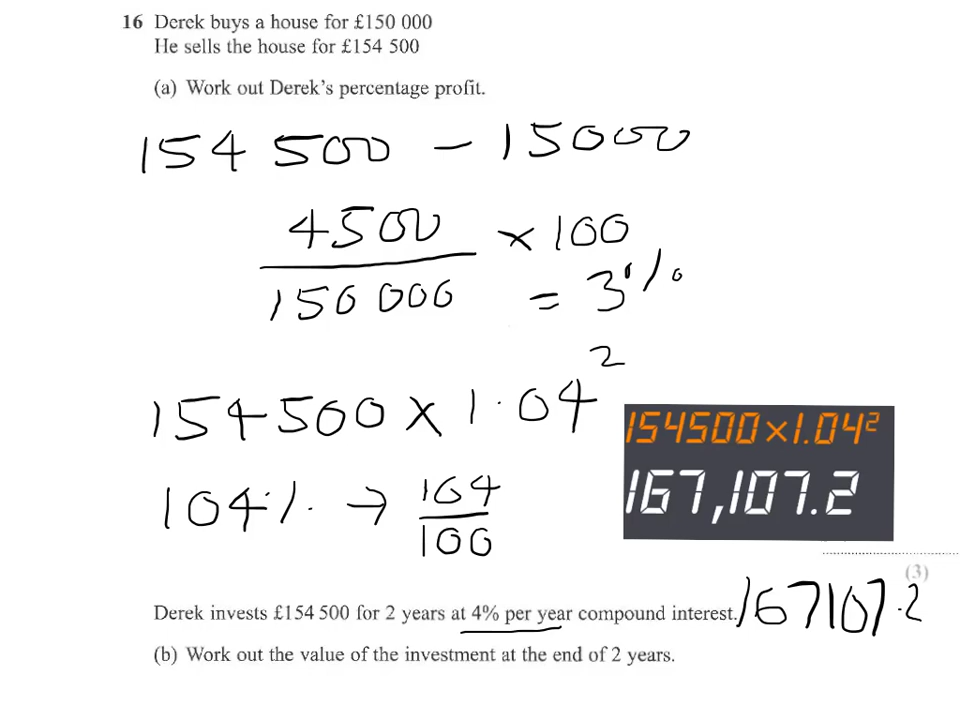 16 Derek buys a house for £150 000
He sells the house for £154 500
(a) Work out Derek's percentage profit.
154 500 - 15000
4500
150 000
× 100
= 3%
154500 × 1.04²
154500×1.04²
167,107.2
104% → 104
100
(3)
Derek invests £154 500 for 2 years at 4% per year compound interest. 167107.2
(b) Work out the value of the investment at the end of 2 years.